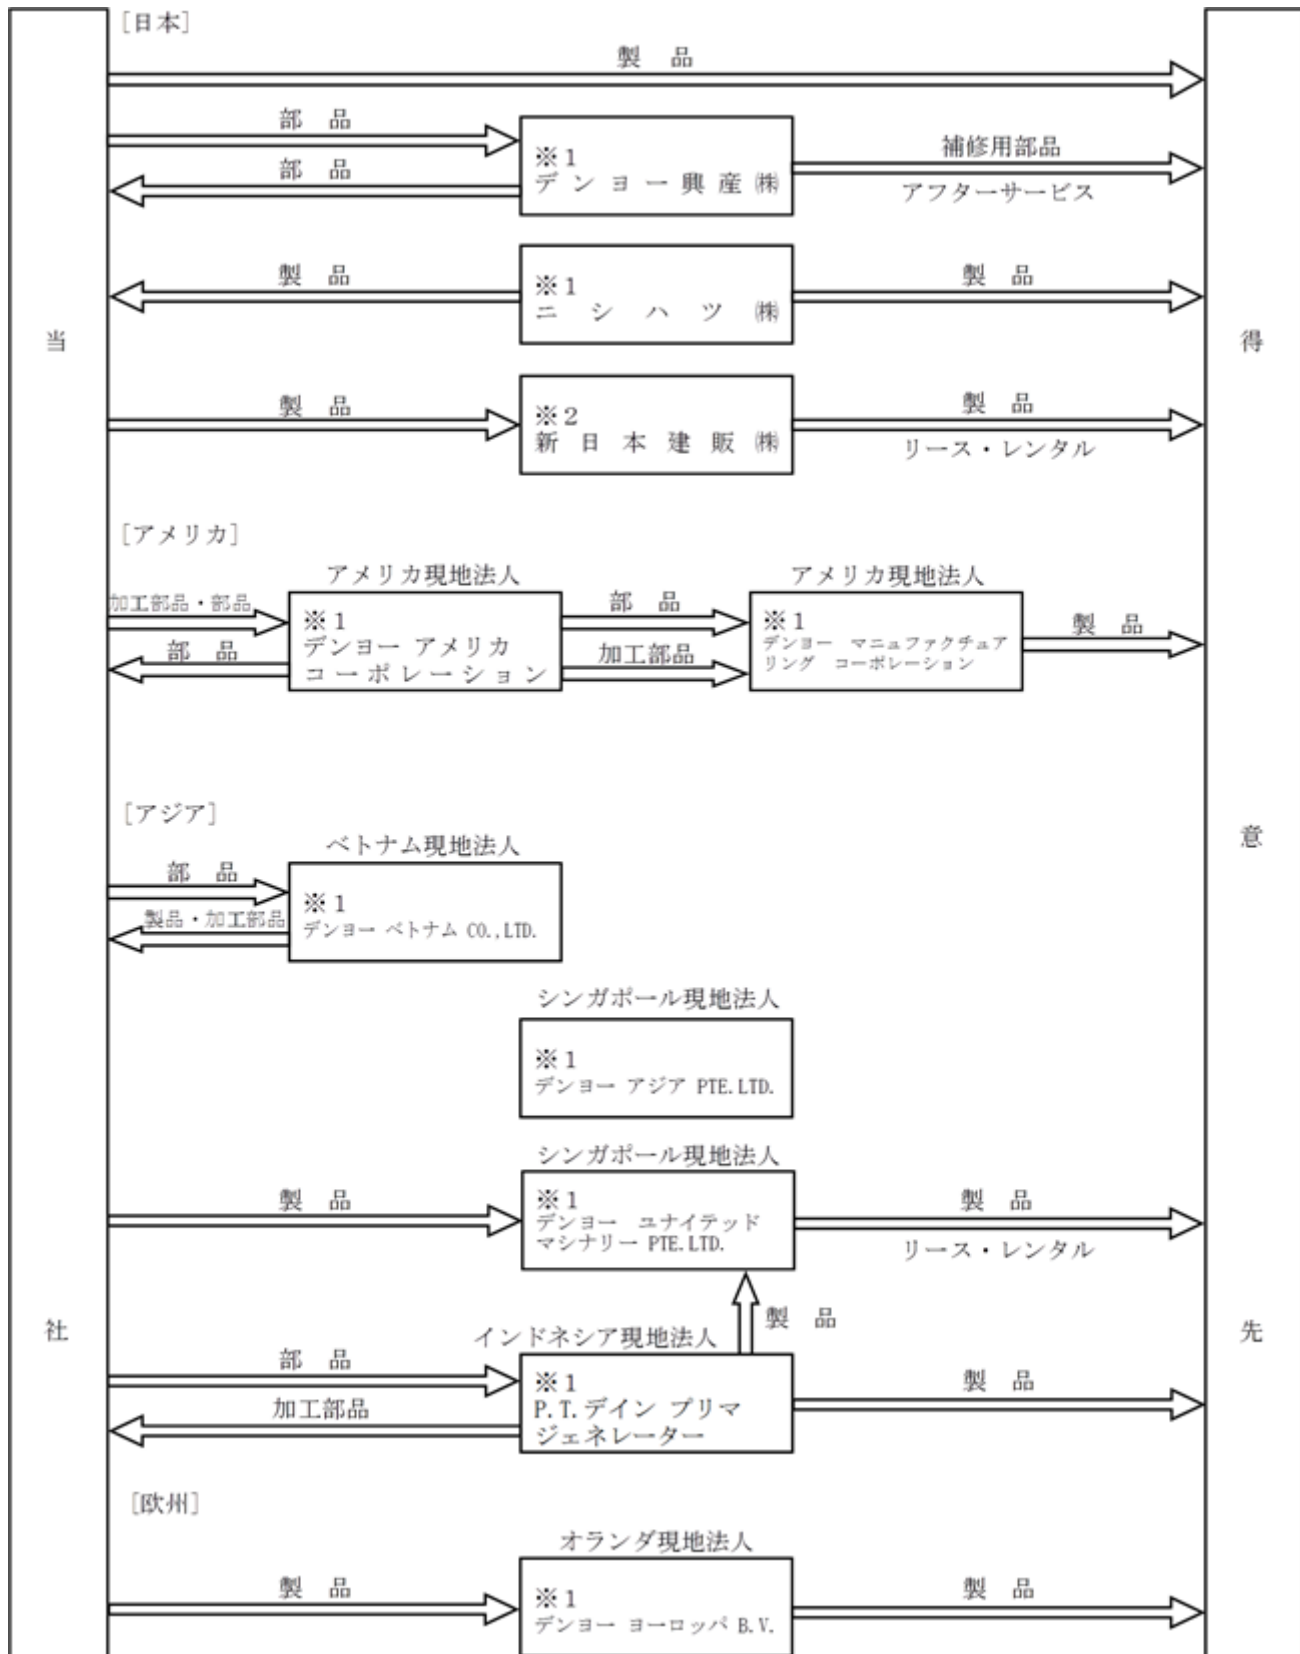 [日本]
製 品
部 品
部 品
※1
デンヨー興産㈱
補修用部品
アフターサービス
製 品
※1
ニシハツ㈱
製 品
製 品
※2
新日本建販㈱
製 品
リース・レンタル
当
社
得
意
先
[アメリカ]
アメリカ現地法人
アメリカ現地法人
加工部品・部品
部 品
※1
デンヨー アメリカ
コーポレーション
部 品
加工部品
※1
デンヨー マニュファクチュア
リング コーポレーション
製 品
[アジア]
ベトナム現地法人
部 品
製品・加工部品
※1
デンヨー ベトナム CO.,LTD.
シンガポール現地法人
※1
デンヨー アジア PTE.LTD.
シンガポール現地法人
製 品
※1
デンヨー ユナイテッド
マシナリー PTE.LTD.
製 品
リース・レンタル
製 品
インドネシア現地法人
部 品
加工部品
※1
P.T.デイン プリマ
ジェネレーター
製 品
[欧州]
オランダ現地法人
製 品
※1
デンヨー ヨーロッパ B.V.
製 品